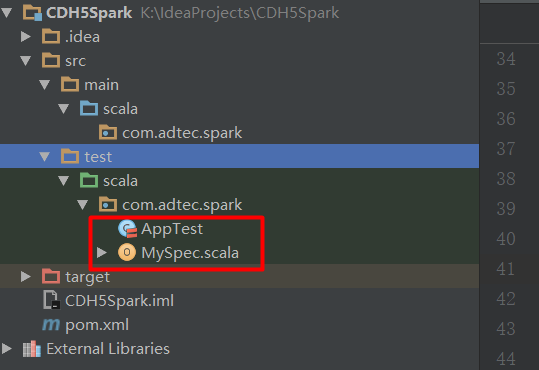 CDH5Spark K:\IdeaProjects\CDH5Spark
.idea
src
main
scala
com.adtec.spark
test
scala
com.adtec.spark
AppTest
MySpec.scala
target
CDH5Spark.iml
pom.xml
External Libraries
34
35
36
37
38
39
40
41
42
43
44